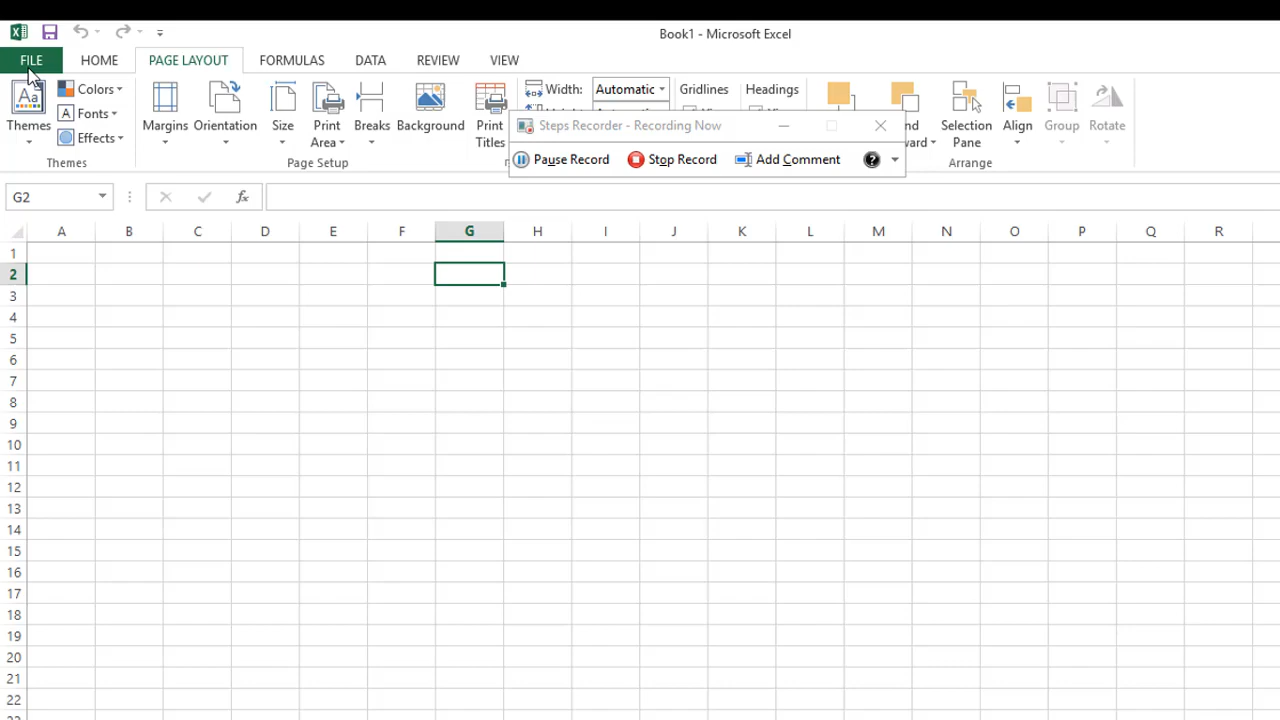 Book1 - Microsoft Excel
FILE HOME PAGE LAYOUT FORMULAS DATA REVIEW VIEW
Aa
Themes
Colors
Fonts
Effects
Themes
Margins Orientation Size Print Area Breaks Background Print Titles
Page Setup
Width: Automatic
Gridlines Headings
Selection Pane Align Group Rotate
Arrange
Steps Recorder - Recording Now
Pause Record Stop Record Add Comment ?
G2 fx
A B C D E F G H I J K L M N O P Q R
1
2
3
4
5
6
7
8
9
10
11
12
13
14
15
16
17
18
19
20
21
22